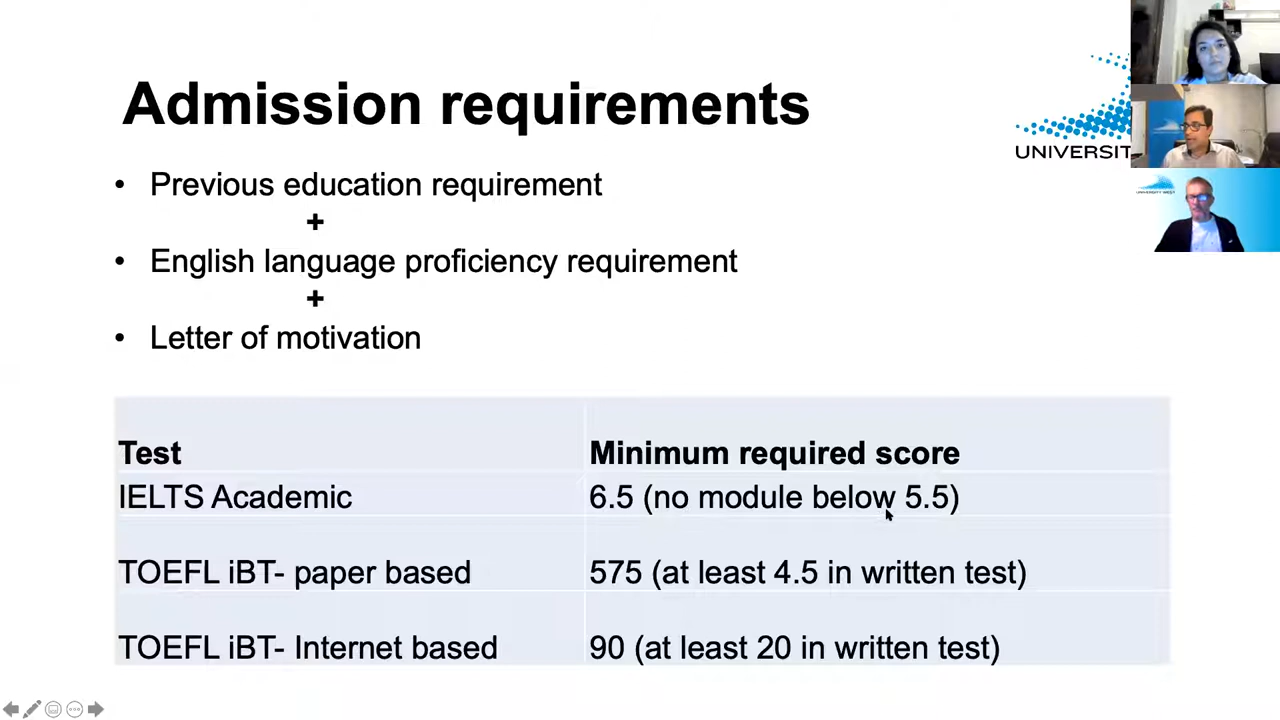 Admission requirements
UNIVERSIT
• Previous education requirement
+
• English language proficiency requirement
+
• Letter of motivation
Test Minimum required score
IELTS Academic 6.5 (no module below 5.5)
TOEFL iBT- paper based 575 (at least 4.5 in written test)
TOEFL iBT- Internet based 90 (at least 20 in written test)
UNIVERSITY WEST